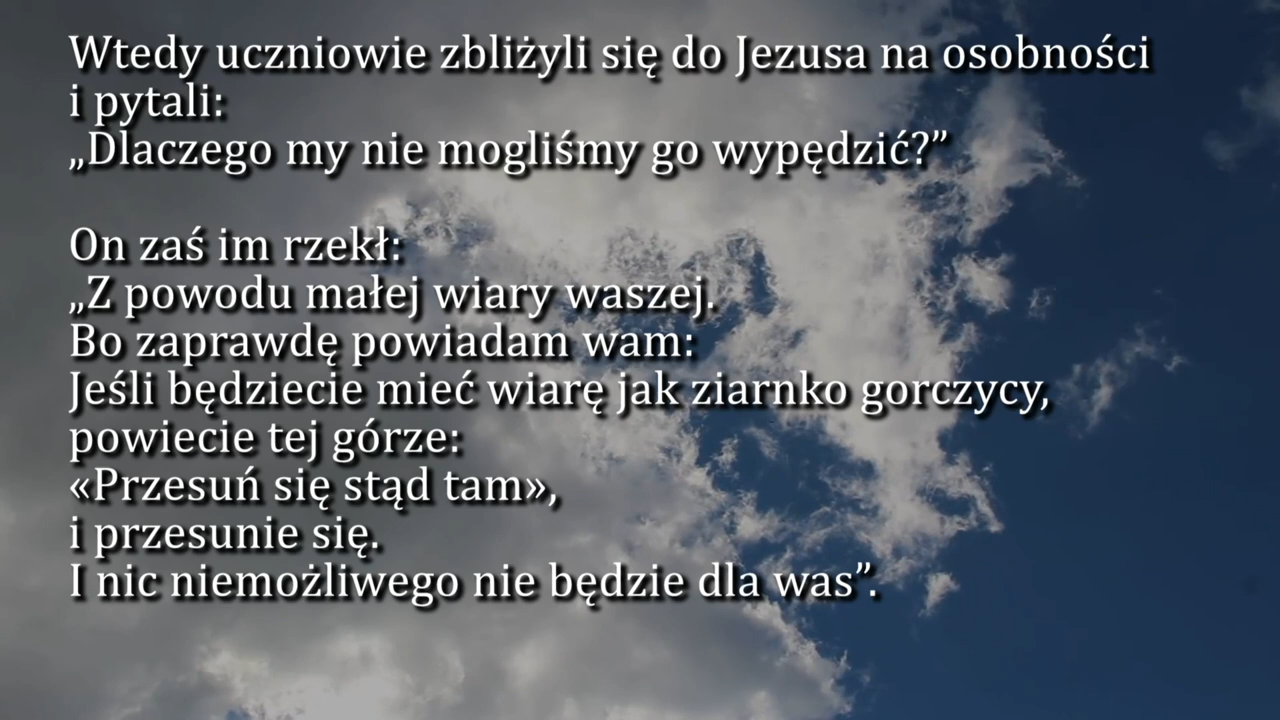 Wtedy uczniowie zbliżyli się do Jezusa na osobności
i pytali:
„Dlaczego my nie mogliśmy go wypędzić?”
On zaś im rzekł:
„Z powodu małej wiary waszej.
Bo zaprawdę powiadam wam:
Jeśli będziecie mieć wiarę jak ziarnko gorczycy,
powiecie tej górze:
«Przesuń się stąd tam»,
i przesunie się.
I nic niemożliwego nie będzie dla was”.